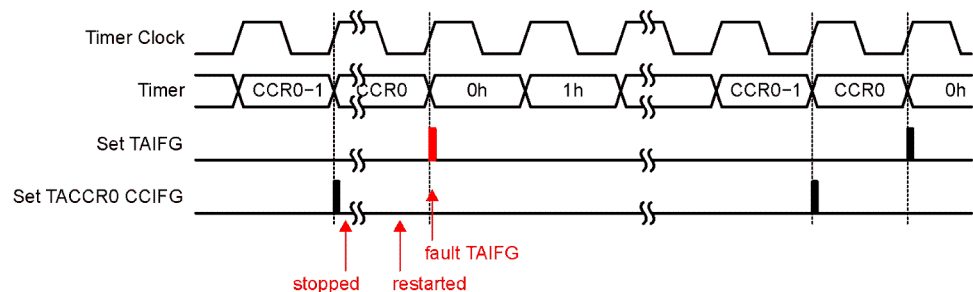 Timer Clock
Timer
CCR0−1
CCR0
0h
1h
CCR0−1
CCR0
0h
Set TAIFG
Set TACCR0 CCIFG
fault TAIFG
stopped
restarted